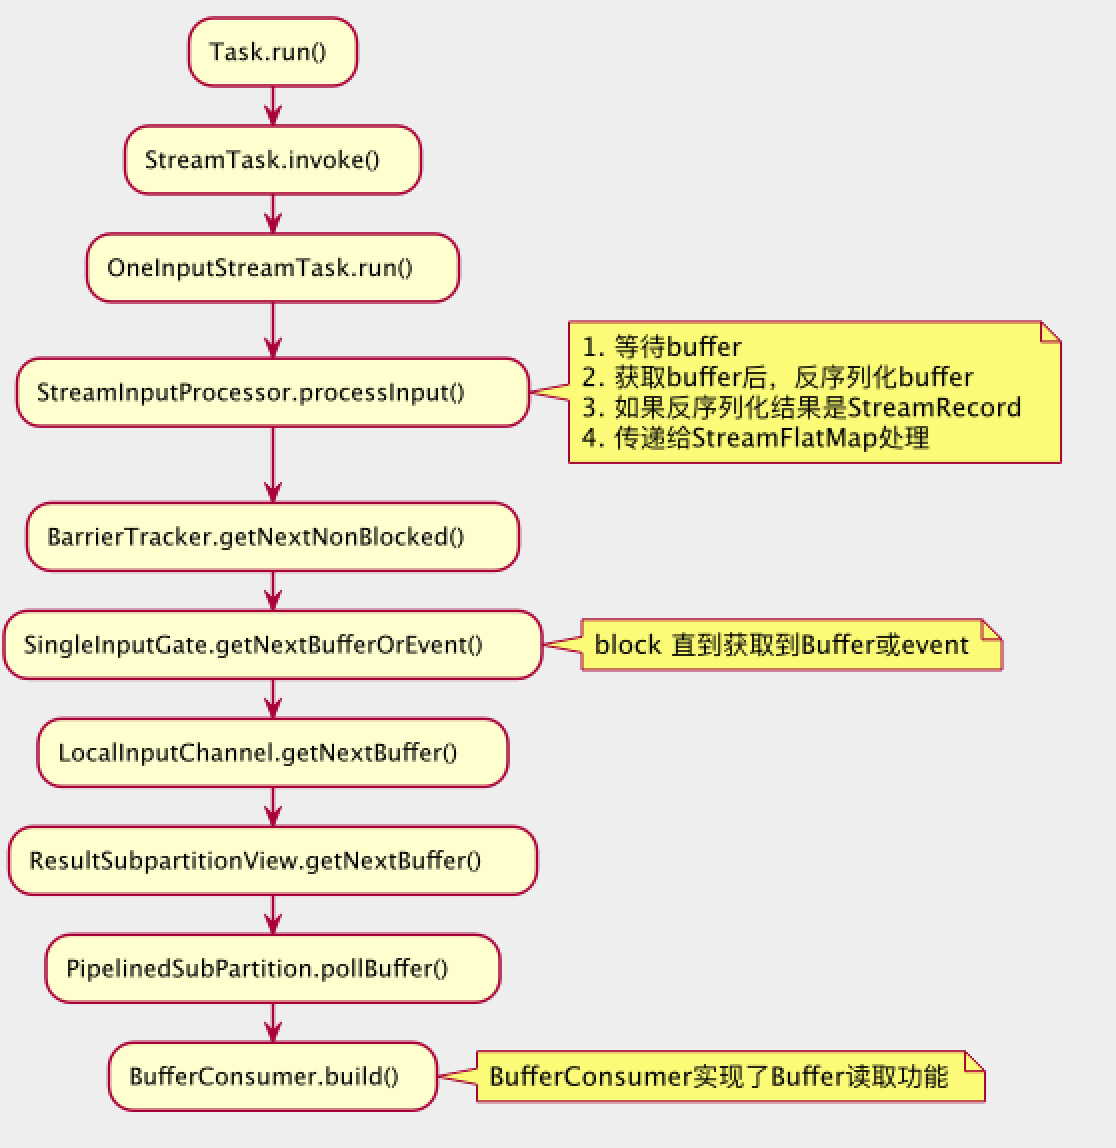 Task.run()
StreamTask.invoke()
OneInputStreamTask.run()
StreamInputProcessor.processInput()
1. 等待buffer
2. 获取buffer后，反序列化buffer
3. 如果反序列化结果是StreamRecord
4. 传递给StreamFlatMap处理
BarrierTracker.getNextNonBlocked()
SingleInputGate.getNextBufferOrEvent()
block 直到获取到Buffer或event
LocalInputChannel.getNextBuffer()
ResultSubpartitionView.getNextBuffer()
PipelinedSubPartition.pollBuffer()
BufferConsumer.build()
BufferConsumer实现了Buffer读取功能